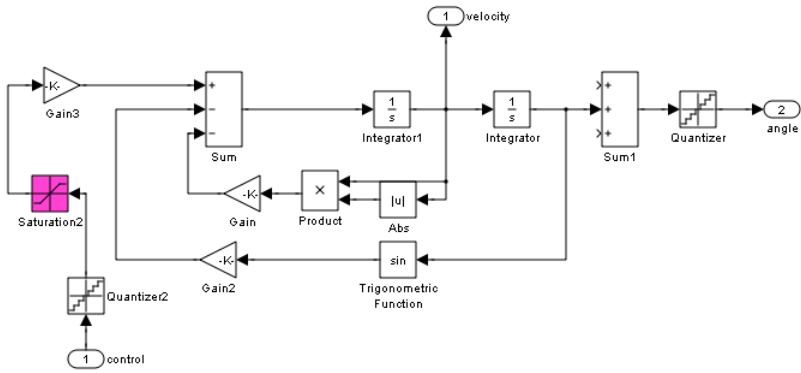 1 velocity
-K-
Gain3
+
−
−
Sum
1
s
Integrator1
1
s
Integrator
+
+
+
Sum1
Quantizer
2
angle
-K-
Gain
×
Product
|u|
Abs
Saturation2
-K-
Gain2
sin
Trigonometric
Function
Quantizer2
1 control